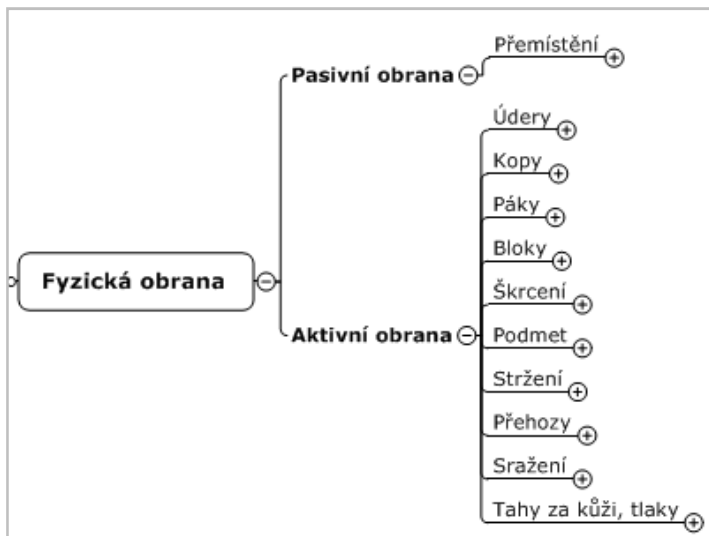 Přemístění
Pasivní obrana
Údery
Kopy
Páky
Bloky
Fyzická obrana
Škrcení
Aktivní obrana
Podmet
Stržení
Přehozy
Sražení
Tahy za kůži, tlaky